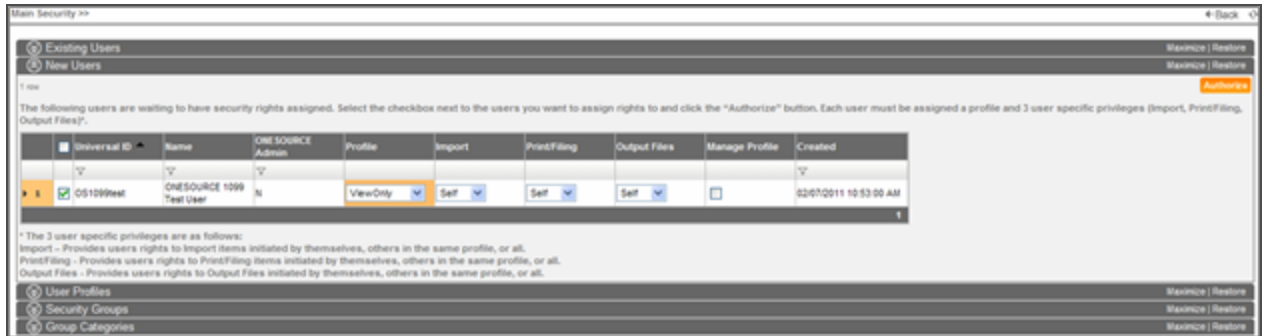 Main Security >>
Back
Existing Users
Maximize | Restore
New Users
Maximize | Restore
1 row
Authorize
The following users are waiting to have security rights assigned. Select the checkbox next to the users you want to assign rights to and click the "Authorize" button. Each user must be assigned a profile and 3 user specific privileges (Import, Print/Filing,
Output Files)*.
Universal ID Name ONESOURCE Admin Profile Import Print/Filing Output Files Manage Profile Created
1 OS1099test ONESOURCE 1099 Test User N ViewOnly Self Self Self 02/07/2011 10:53:00 AM
1
* The 3 user specific privileges are as follows:
Import – Provides users rights to Import items initiated by themselves, others in the same profile, or all.
Print/Filing - Provides users rights to Print/Filing items initiated by themselves, others in the same profile, or all.
Output Files - Provides users rights to Output Files initiated by themselves, others in the same profile, or all.
User Profiles
Maximize | Restore
Security Groups
Maximize | Restore
Group Categories
Maximize | Restore